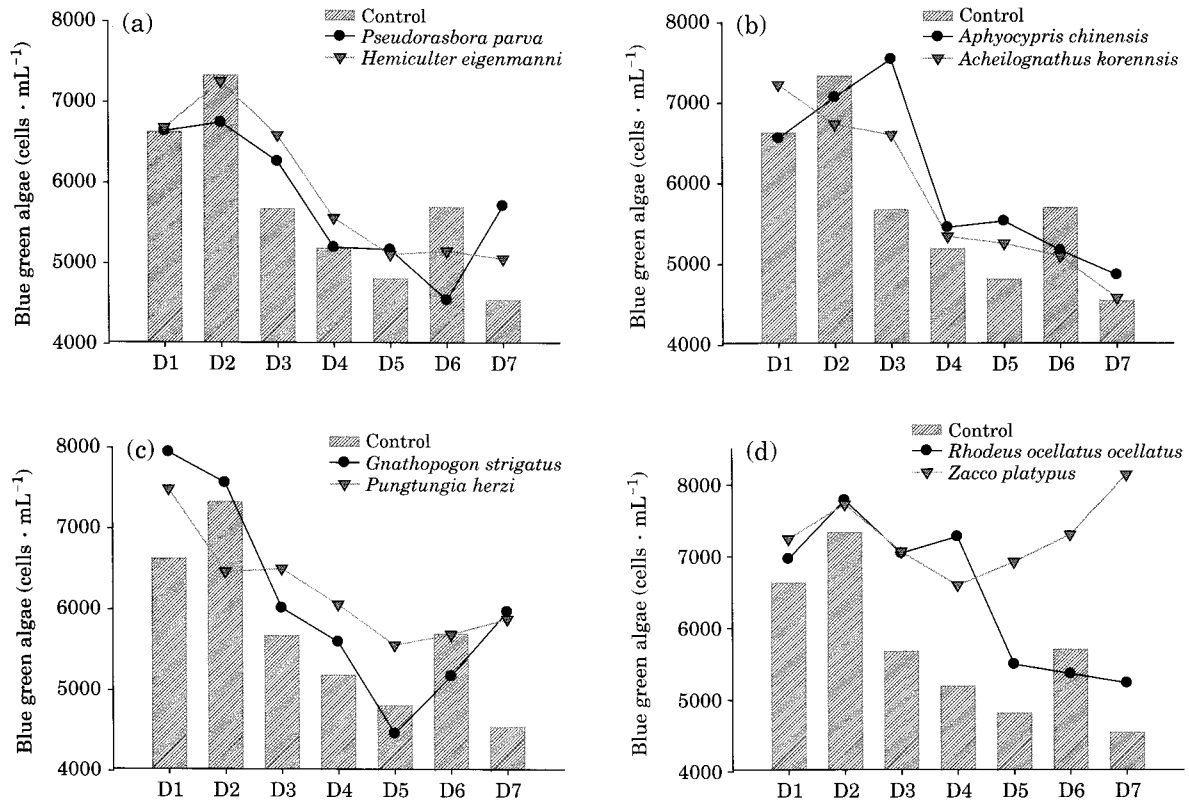 (a)
Control
Pseudorasbora parva
Hemiculter eigenmanni
Blue green algae (cells · mL⁻¹)
8000
7000
6000
5000
4000
D1 D2 D3 D4 D5 D6 D7
(b)
Control
Aphyocypris chinensis
Acheilognathus korennsis
Blue green algae (cells · mL⁻¹)
8000
7000
6000
5000
4000
D1 D2 D3 D4 D5 D6 D7
(c)
Control
Gnathopogon strigatus
Pungtungia herzi
Blue green algae (cells · mL⁻¹)
8000
7000
6000
5000
4000
D1 D2 D3 D4 D5 D6 D7
(d)
Control
Rhodeus ocellatus ocellatus
Zacco platypus
Blue green algae (cells · mL⁻¹)
8000
7000
6000
5000
4000
D1 D2 D3 D4 D5 D6 D7